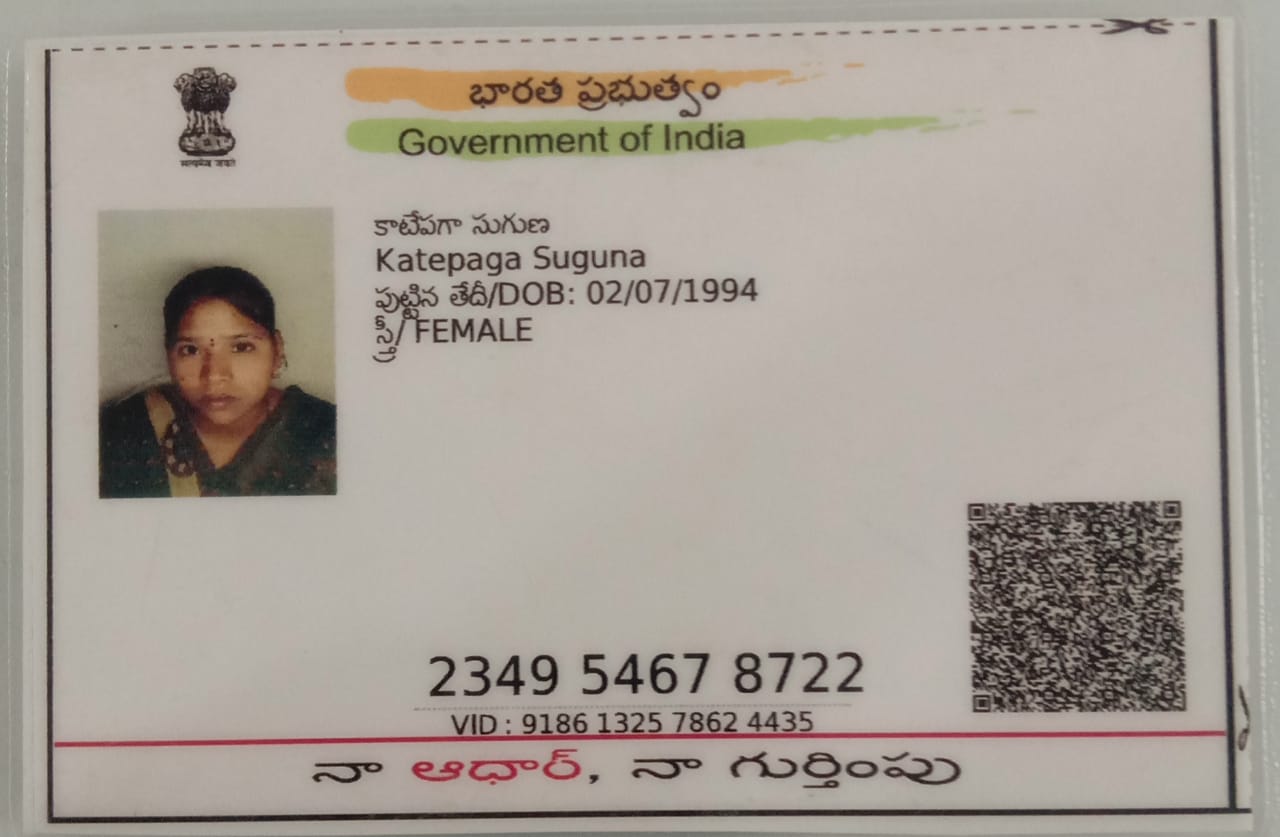 భారత ప్రభుత్వం
Government of India
सत्यमेव जयते
కాటేపగా సుగుణ
Katepaga Suguna
పుట్టిన తేదీ/DOB: 02/07/1994
స్త్రీ/ FEMALE
2349 5467 8722
VID : 9186 1325 7862 4435
నా ఆధార్, నా గుర్తింపు